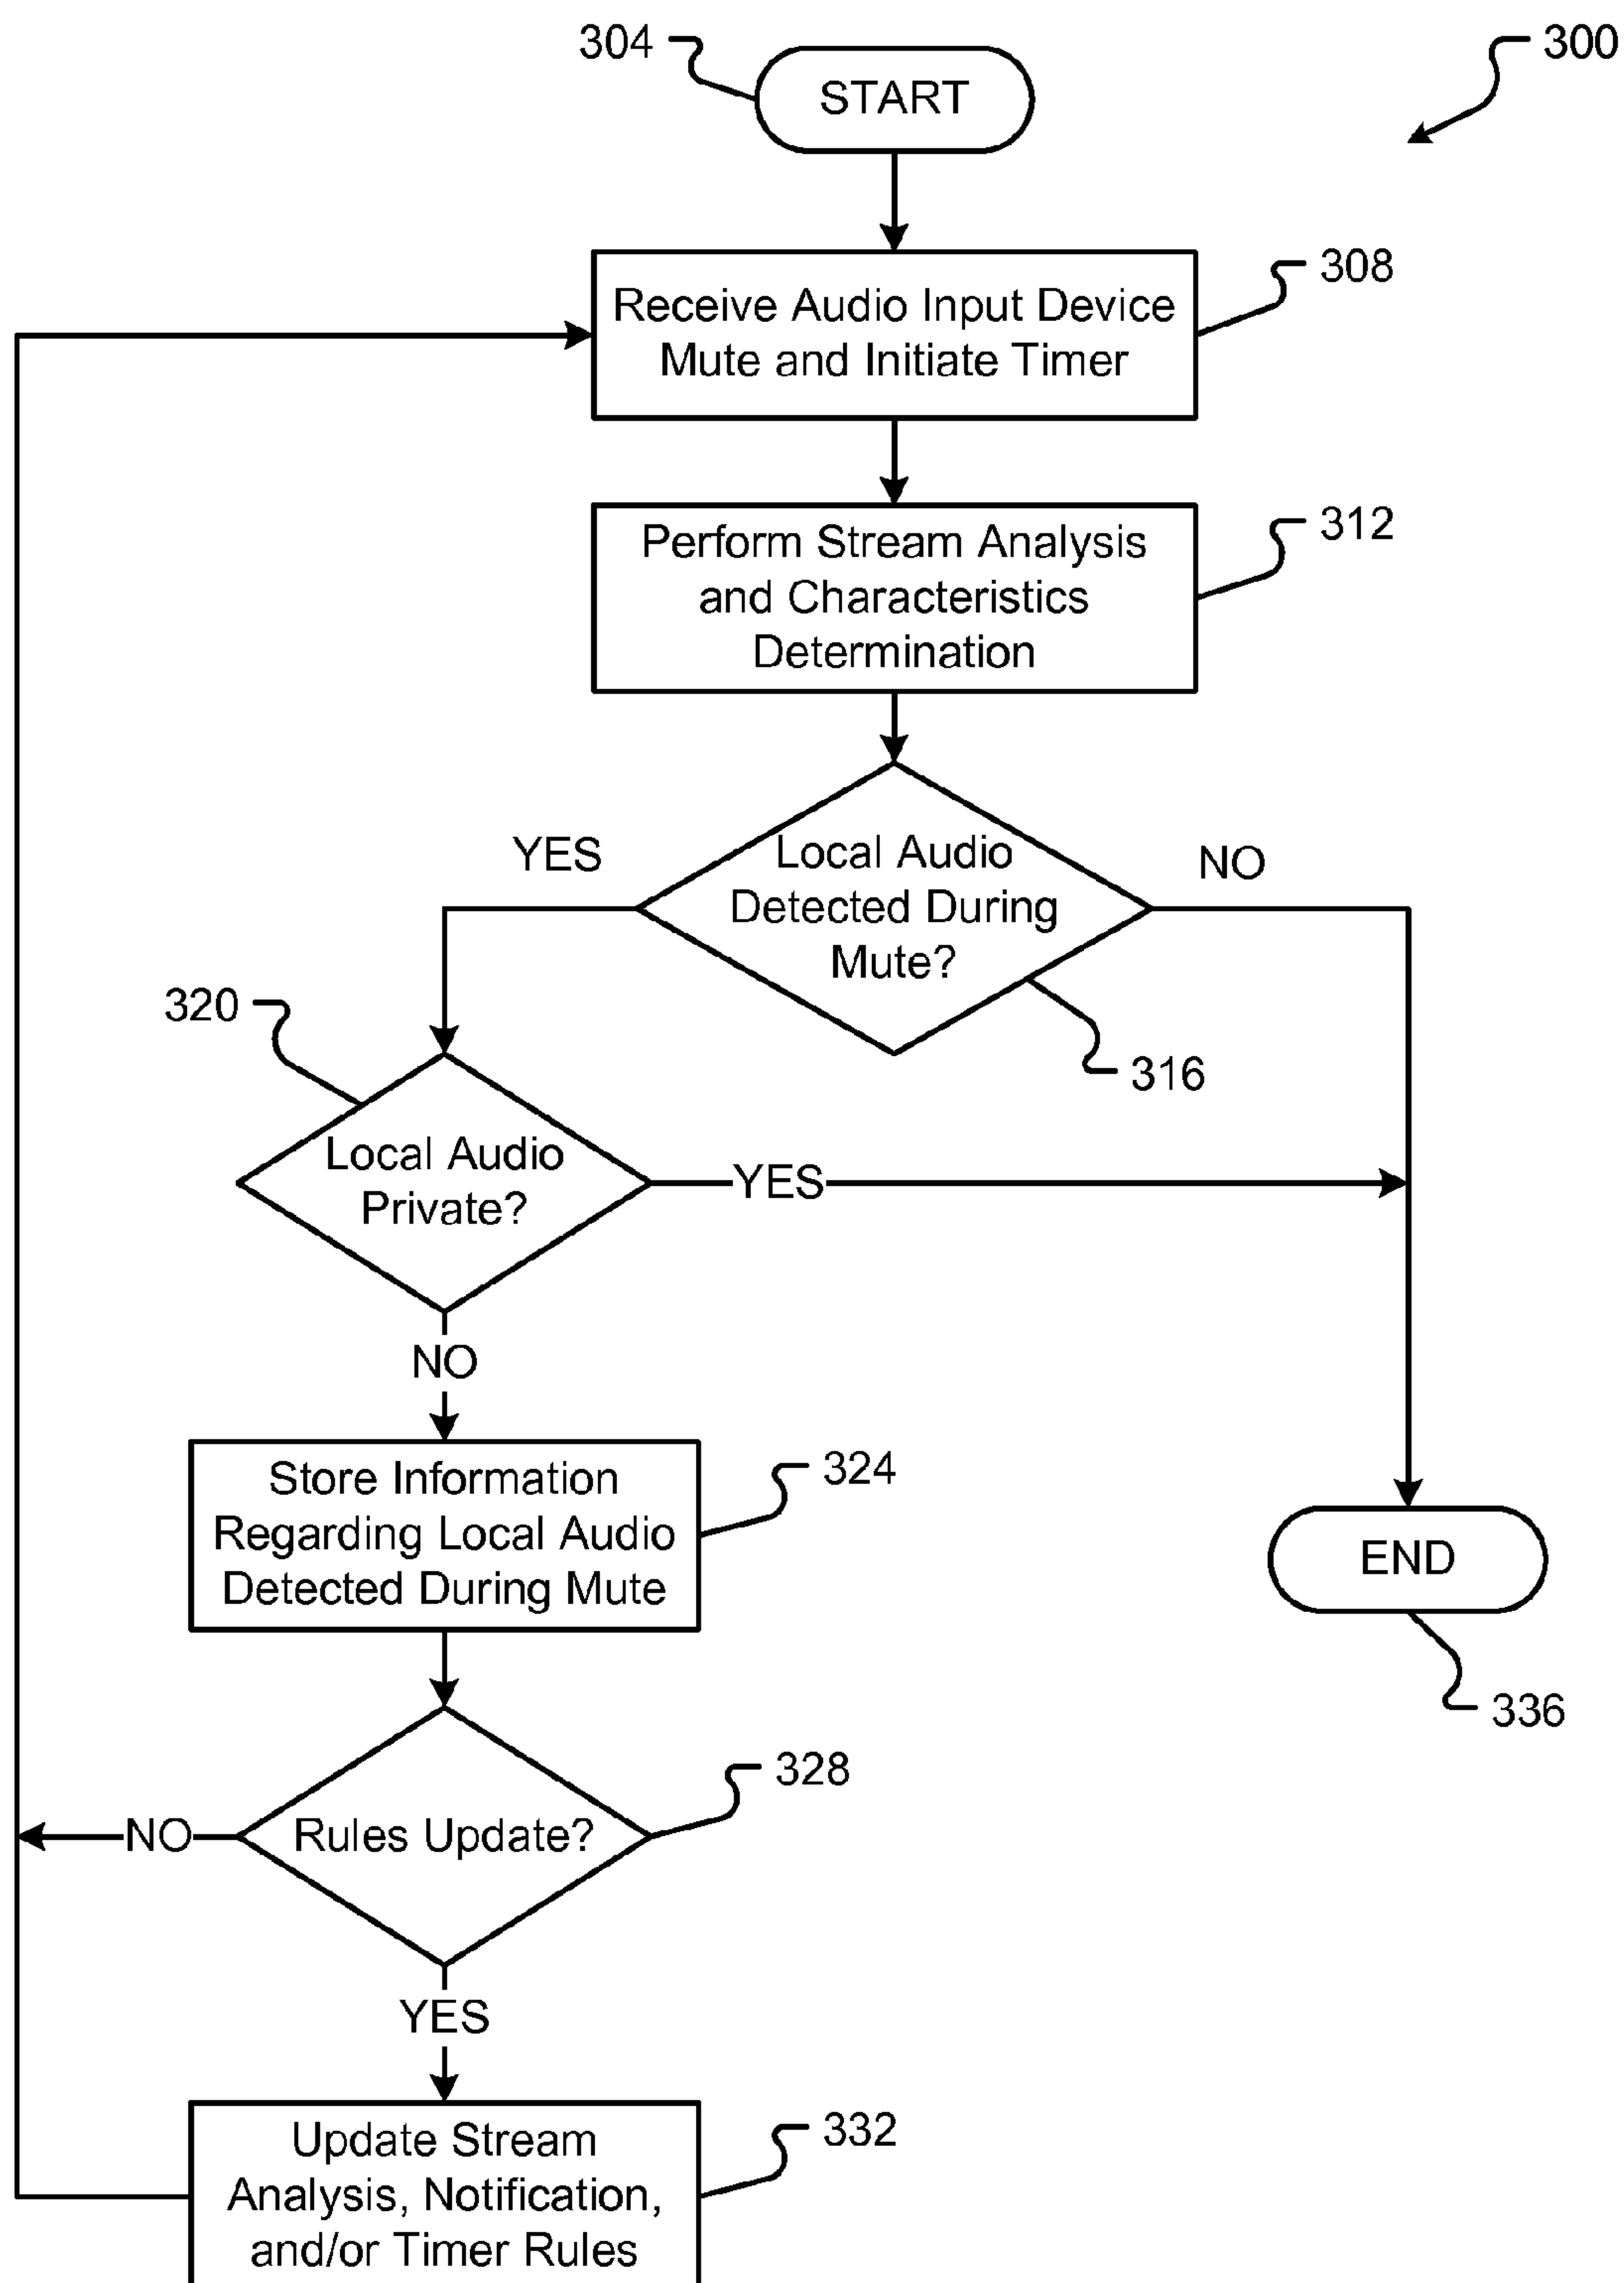 304
START
300
308
Receive Audio Input Device
Mute and Initiate Timer
312
Perform Stream Analysis
and Characteristics
Determination
YES
Local Audio
Detected During
Mute?
NO
316
320
Local Audio
Private?
YES
NO
324
Store Information
Regarding Local Audio
Detected During Mute
END
336
328
Rules Update?
NO
YES
332
Update Stream
Analysis, Notification,
and/or Timer Rules